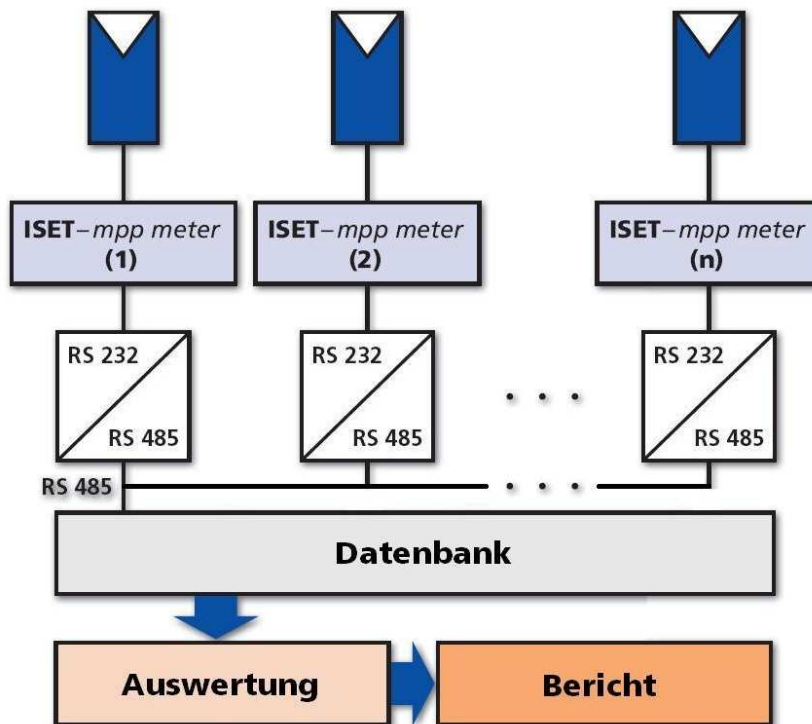 ISET–mpp meter
(1)
ISET–mpp meter
(2)
ISET–mpp meter
(n)
RS 232
RS 485
RS 232
RS 485
. . .
RS 232
RS 485
RS 485
. . .
Datenbank
Auswertung
Bericht